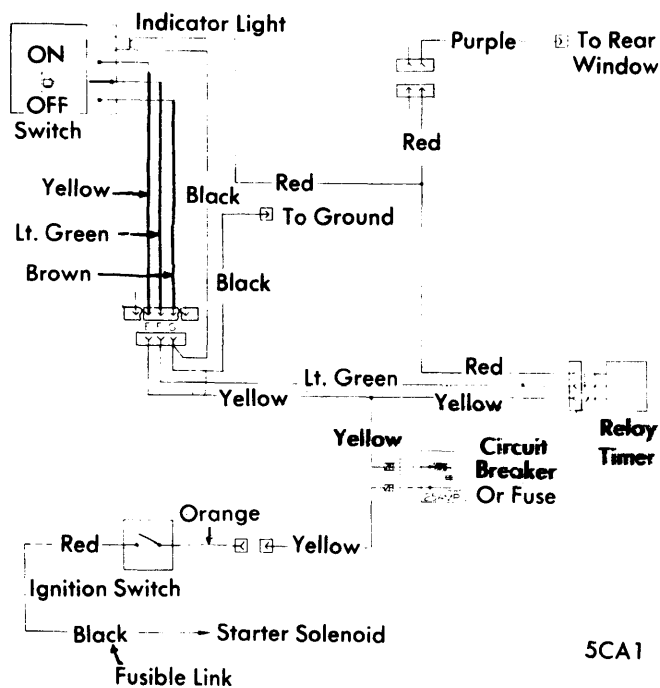 Indicator Light
ON
OFF
Switch
Purple
To Rear
Window
Red
Yellow
Black
Red
Lt. Green
To Ground
Brown
Black
Lt. Green
Red
Yellow
Yellow
Relay
Timer
Yellow
Circuit
Breaker
Or Fuse
Orange
Red
Yellow
Ignition Switch
Black
Starter Solenoid
Fusible Link
5CA1